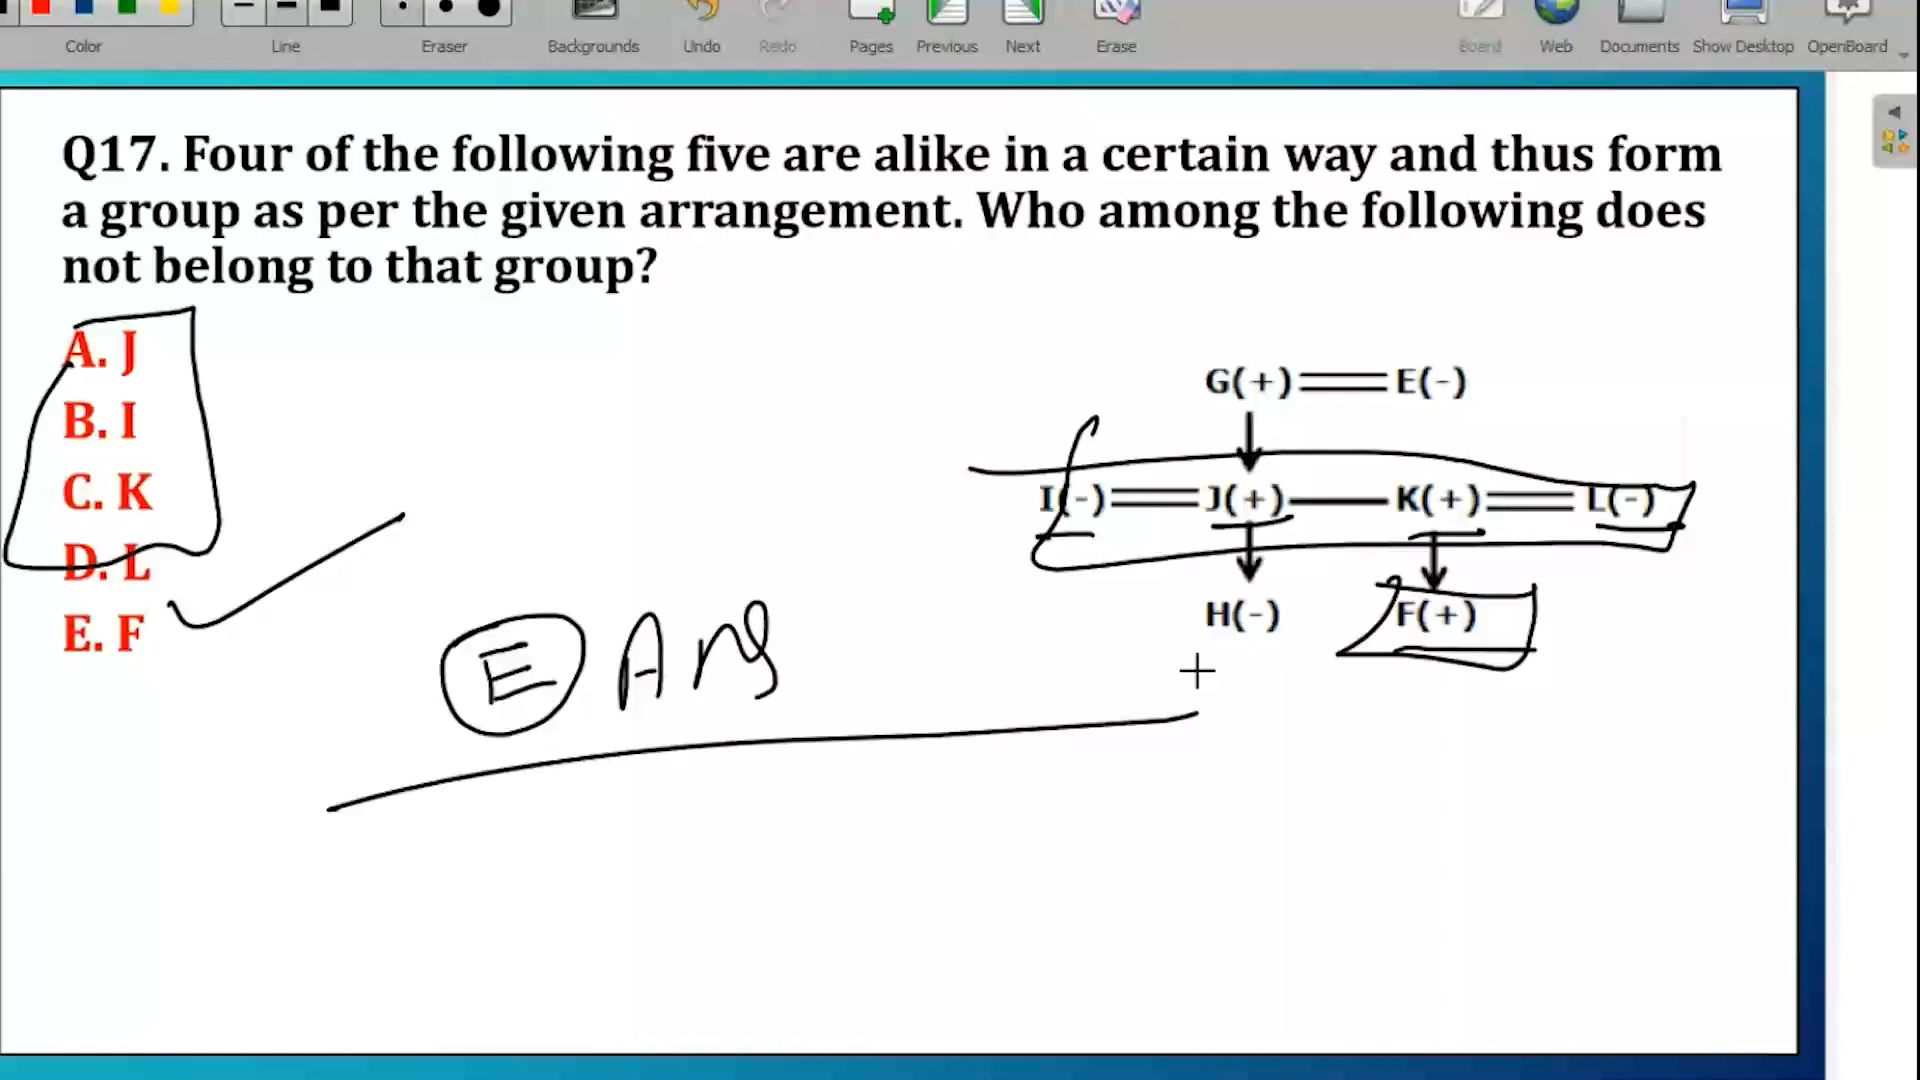 Color Line Eraser Backgrounds Undo Redo Pages Previous Next Erase Board Web Documents Show Desktop OpenBoard
Q17. Four of the following five are alike in a certain way and thus form
a group as per the given arrangement. Who among the following does
not belong to that group?
A. J
B. I
C. K
D. L
E. F
G(+) E(-)
I(-) J(+) K(+) L(-)
H(-) F(+)
E Ans